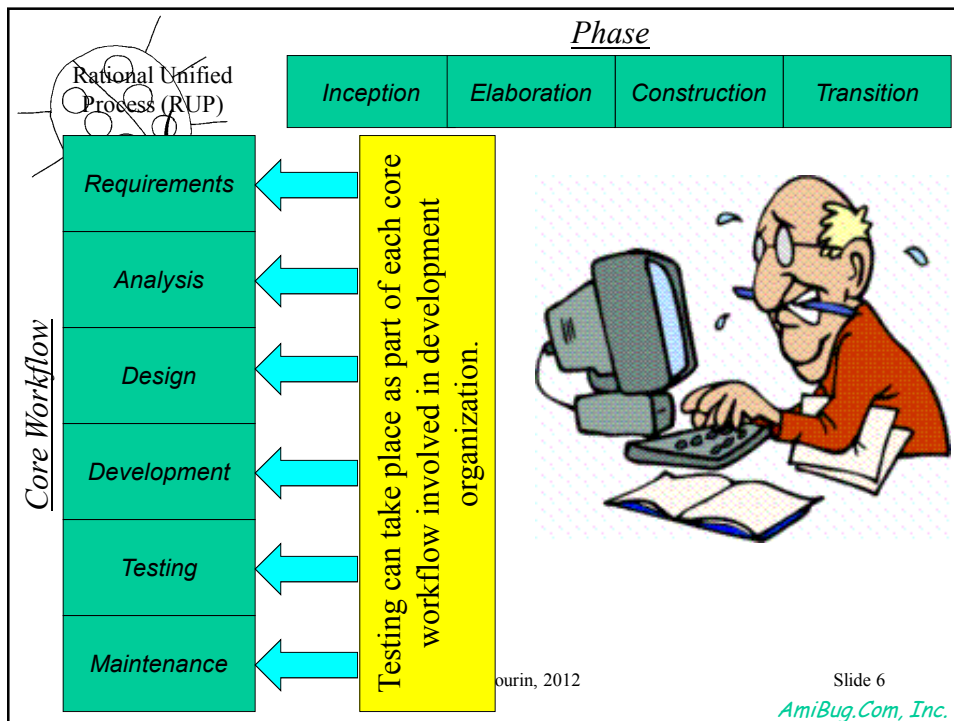 Phase
Rational Unified
Process (RUP)
Inception
Elaboration
Construction
Transition
Core Workflow
Requirements
Analysis
Design
Development
Testing
Maintenance
Testing can take place as part of each core
workflow involved in development
organization.
2012
Slide 6
AmiBug.Com, Inc.